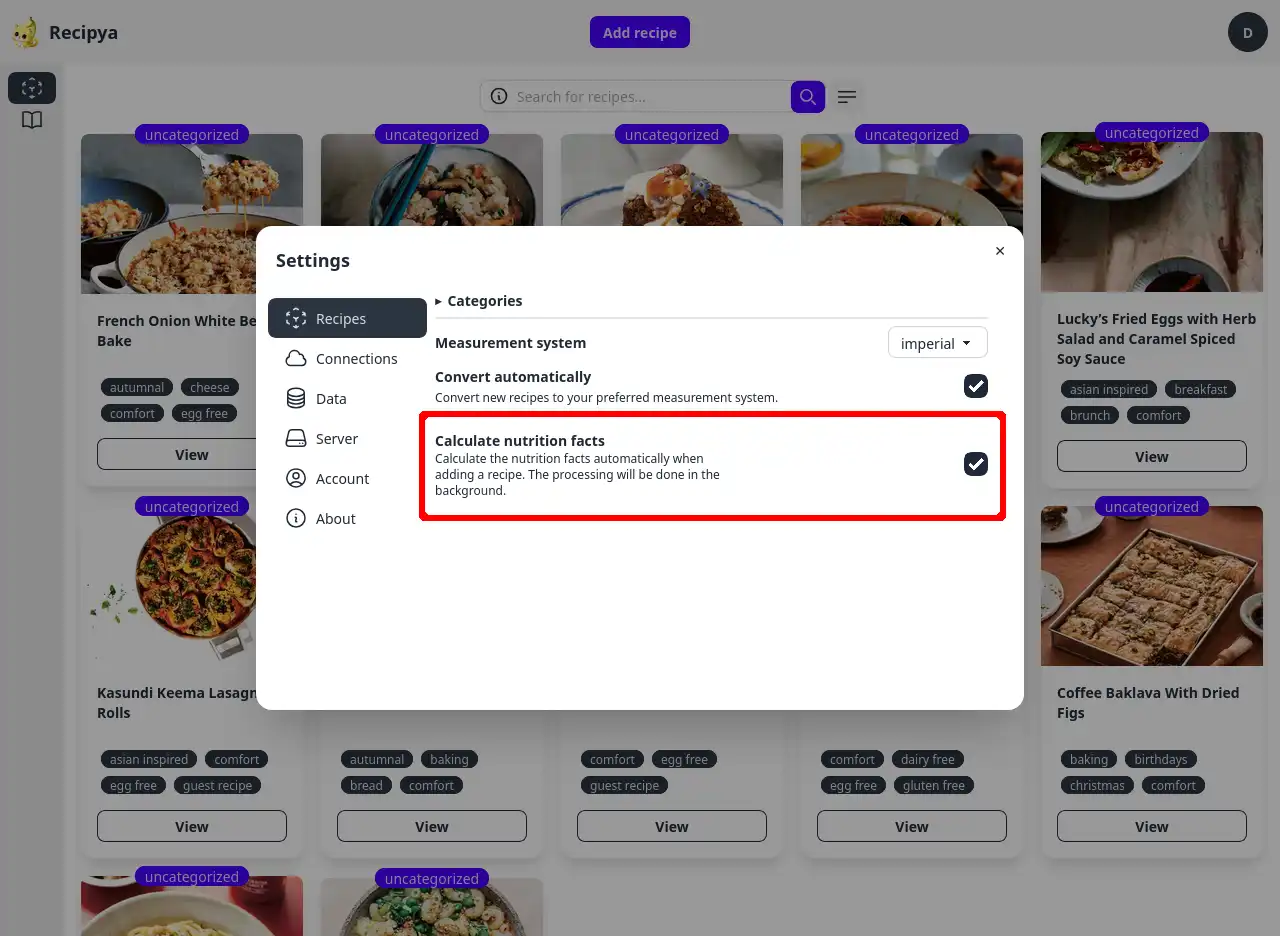 Recipya
Add recipe
D
Search for recipes...
uncategorized
uncategorized
uncategorized
uncategorized
uncategorized
French Onion White Be
Bake
autumnal
cheese
comfort
egg free
View
Lucky’s Fried Eggs with Herb
Salad and Caramel Spiced
Soy Sauce
asian inspired
breakfast
brunch
comfort
View
Settings
×
Recipes
Connections
Data
Server
Account
About
Categories
Measurement system
imperial
Convert automatically
Convert new recipes to your preferred measurement system.
Calculate nutrition facts
Calculate the nutrition facts automatically when
adding a recipe. The processing will be done in the
background.
uncategorized
uncategorized
Kasundi Keema Lasagn
Rolls
asian inspired
comfort
egg free
guest recipe
View
autumnal
baking
bread
comfort
View
comfort
egg free
guest recipe
View
comfort
dairy free
egg free
gluten free
View
Coffee Baklava With Dried
Figs
baking
birthdays
christmas
comfort
View
uncategorized
uncategorized